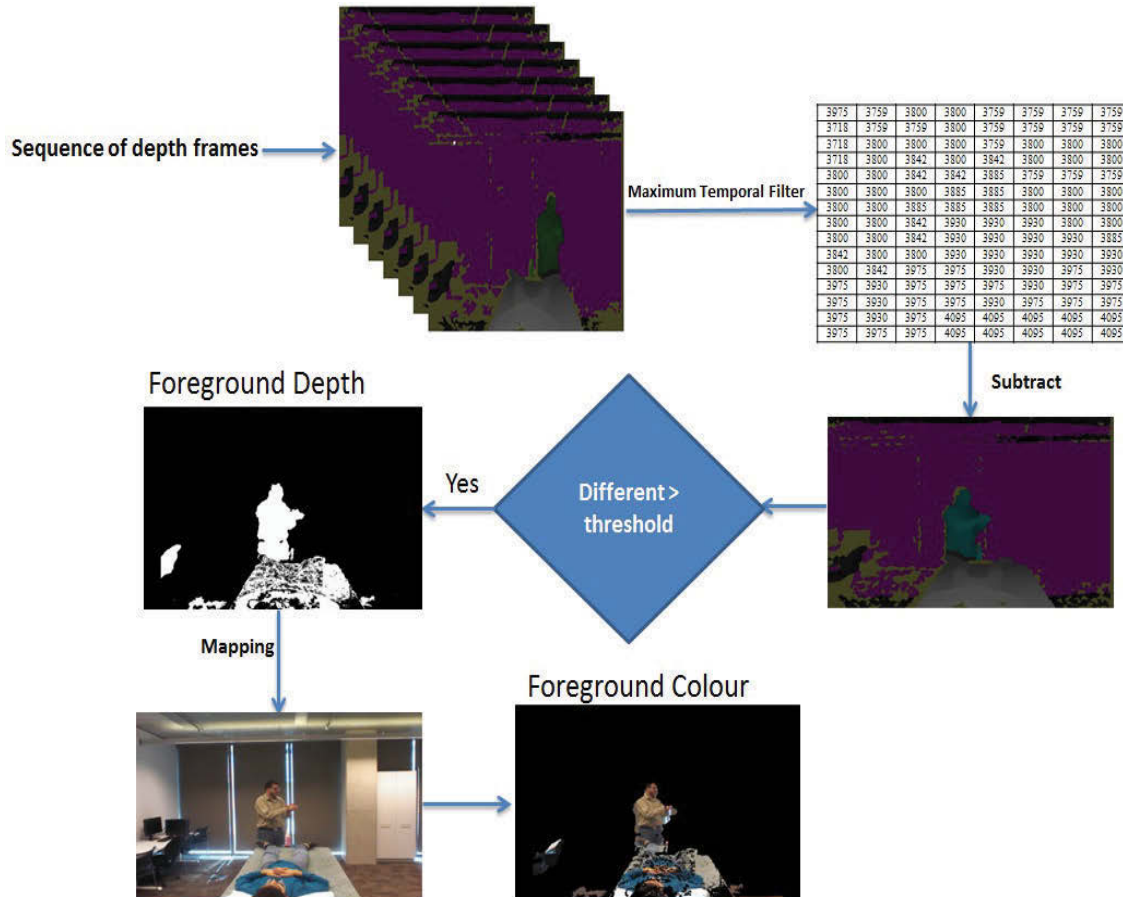 Sequence of depth frames
Maximum Temporal Filter
3975 3759 3800 3800 3759 3759 3759
3718 3759 3759 3800 3759 3759 3759
3718 3800 3800 3800 3759 3800 3800
3718 3800 3842 3800 3842 3800 3800
3800 3800 3842 3842 3885 3759 3759 3759
3800 3800 3800 3885 3885 3800 3800 3800
3800 3800 3885 3885 3885 3800 3800 3800
3800 3800 3842 3930 3930 3930 3800 3800
3800 3800 3842 3930 3930 3930 3930 3885
3842 3800 3800 3930 3930 3930 3930 3930
3800 3842 3975 3975 3930 3930 3975 3930
3975 3930 3975 3975 3930 3975 3975 3975
3975 3930 3975 3975 3930 3975 3975 3975
3975 3930 3975 4095 4095 4095 4095 4095
3975 3975 3975 4095 4095 4095 4095 4095
Subtract
Different >
threshold
Yes
Foreground Depth
Mapping
Foreground Colour